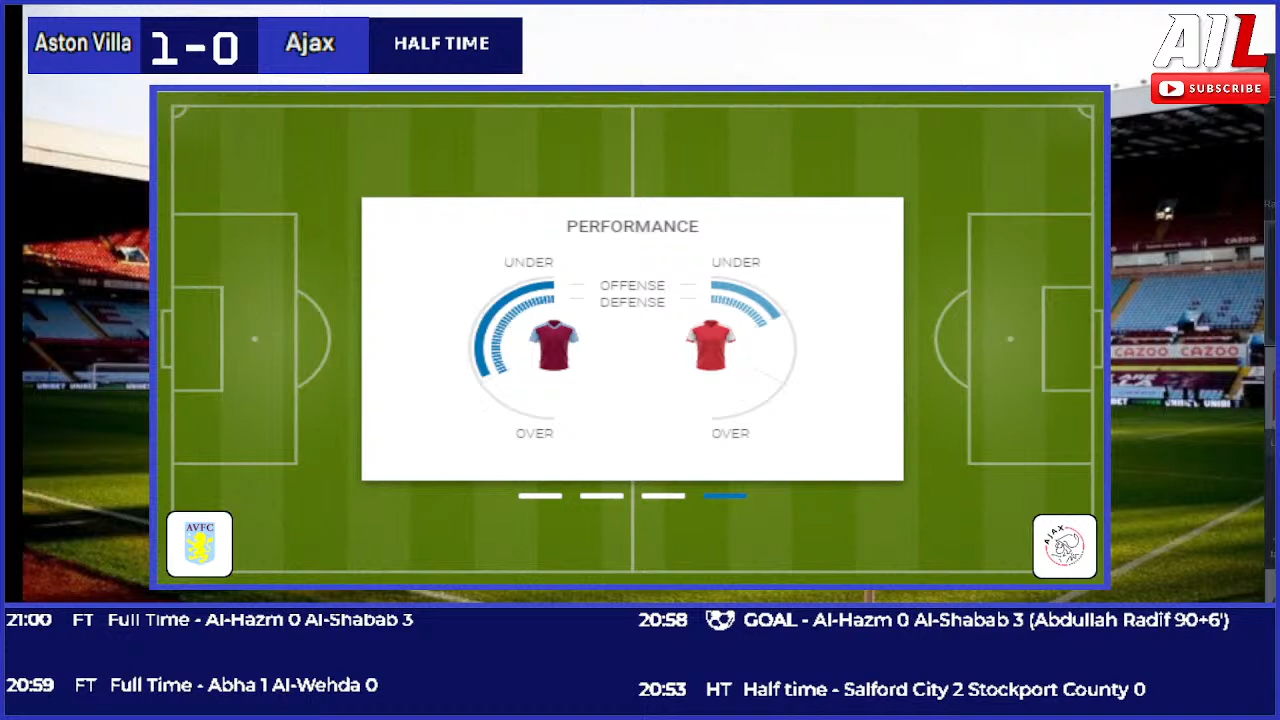 Aston Villa 1-0 Ajax HALF TIME
AIL
SUBSCRIBE
PERFORMANCE
UNDER UNDER
OFFENSE
DEFENSE
OVER OVER
CAZOO
CAZOO CAZOO
AVFC
AJAX
21:00 FT Full Time - Al-Hazm 0 Al-Shabab 3
20:58 GOAL - Al-Hazm 0 Al-Shabab 3 (Abdullah Radif 90+6')
20:59 FT Full Time - Abha 1 Al-Wehda 0
20:53 HT Half time - Salford City 2 Stockport County 0